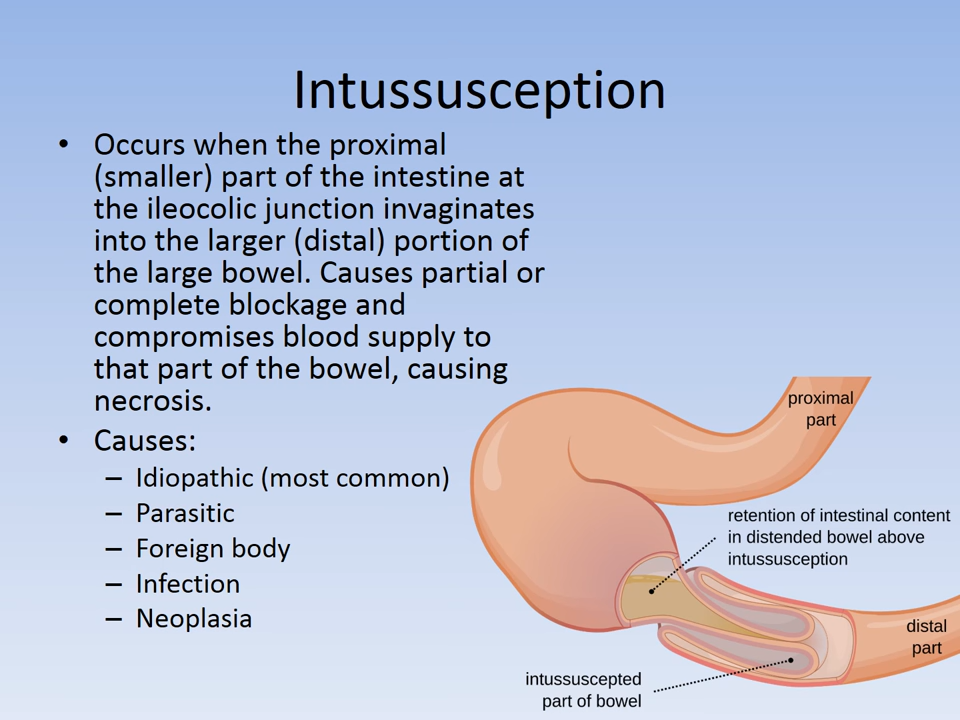 Intussusception
• Occurs when the proximal
(smaller) part of the intestine at
the ileocolic junction invaginates
into the larger (distal) portion of
the large bowel. Causes partial or
complete blockage and
compromises blood supply to
that part of the bowel, causing
necrosis.
• Causes:
– Idiopathic (most common)
– Parasitic
– Foreign body
– Infection
– Neoplasia
proximal
part
retention of intestinal content
in distended bowel above
intussusception
distal
part
intussuscepted
part of bowel